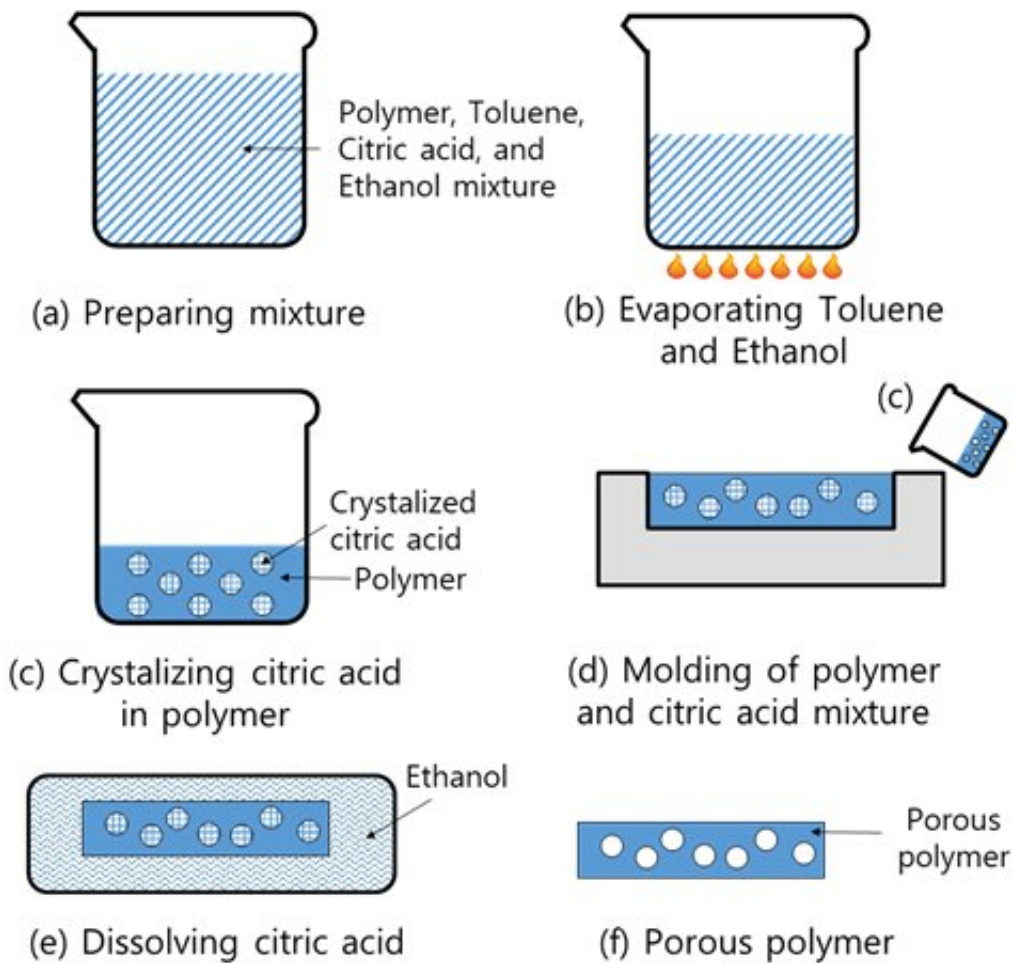 Polymer, Toluene,
Citric acid, and
Ethanol mixture
(a) Preparing mixture
(b) Evaporating Toluene
and Ethanol
Crystalized
citric acid
Polymer
(c) Crystalizing citric acid
in polymer
(c)
(d) Molding of polymer
and citric acid mixture
Ethanol
(e) Dissolving citric acid
Porous
polymer
(f) Porous polymer